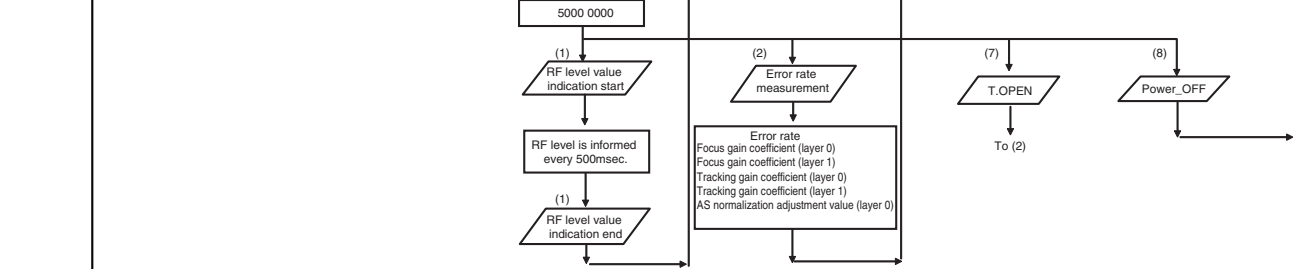 5000 0000
(1)
RF level value
indication start
RF level is informed
every 500msec.
(1)
RF level value
indication end
(2)
Error rate
measurement
Error rate
Focus gain coefficient (layer 0)
Focus gain coefficient (layer 1)
Tracking gain coefficient (layer 0)
Tracking gain coefficient (layer 1)
AS normalization adjustment value (layer 0)
(7)
T.OPEN
To (2)
(8)
Power_OFF